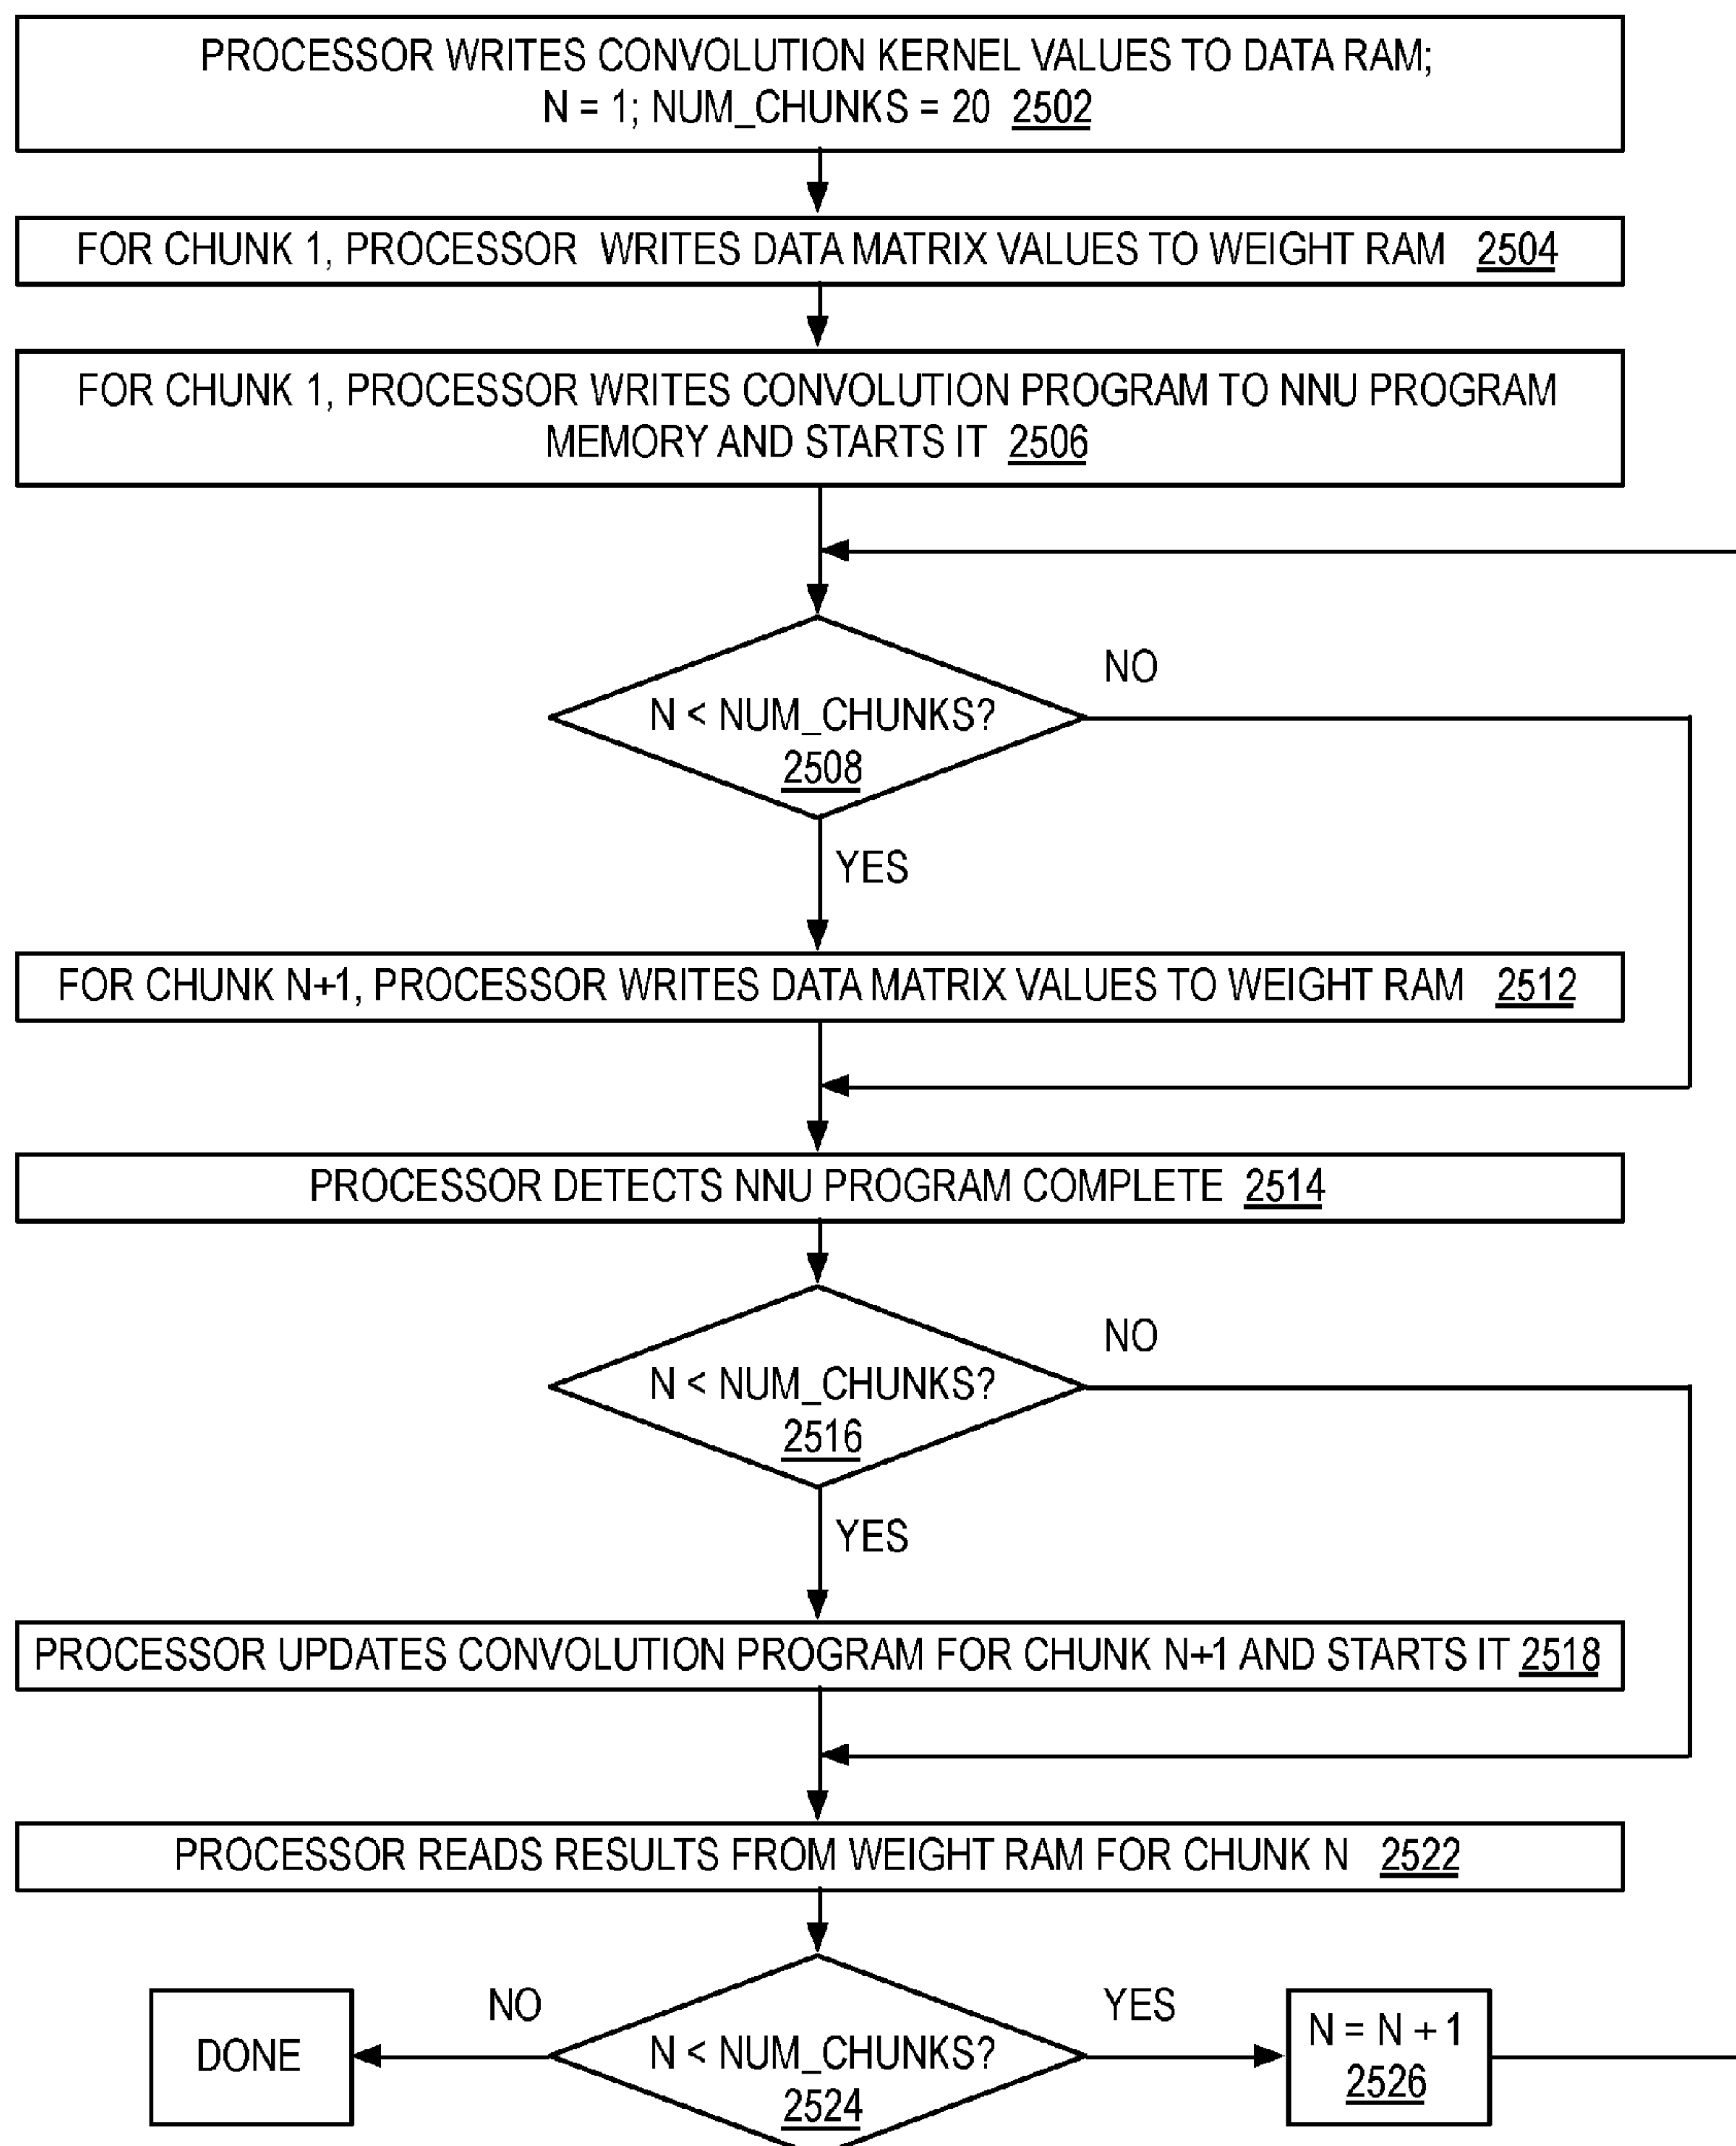 PROCESSOR WRITES CONVOLUTION KERNEL VALUES TO DATA RAM;
N = 1; NUM_CHUNKS = 20 2502
FOR CHUNK 1, PROCESSOR WRITES DATA MATRIX VALUES TO WEIGHT RAM 2504
FOR CHUNK 1, PROCESSOR WRITES CONVOLUTION PROGRAM TO NNU PROGRAM
MEMORY AND STARTS IT 2506
NO
N < NUM_CHUNKS?
2508
YES
FOR CHUNK N+1, PROCESSOR WRITES DATA MATRIX VALUES TO WEIGHT RAM 2512
PROCESSOR DETECTS NNU PROGRAM COMPLETE 2514
NO
N < NUM_CHUNKS?
2516
YES
PROCESSOR UPDATES CONVOLUTION PROGRAM FOR CHUNK N+1 AND STARTS IT 2518
PROCESSOR READS RESULTS FROM WEIGHT RAM FOR CHUNK N 2522
NO
YES
DONE
N < NUM_CHUNKS?
2524
N = N + 1
2526